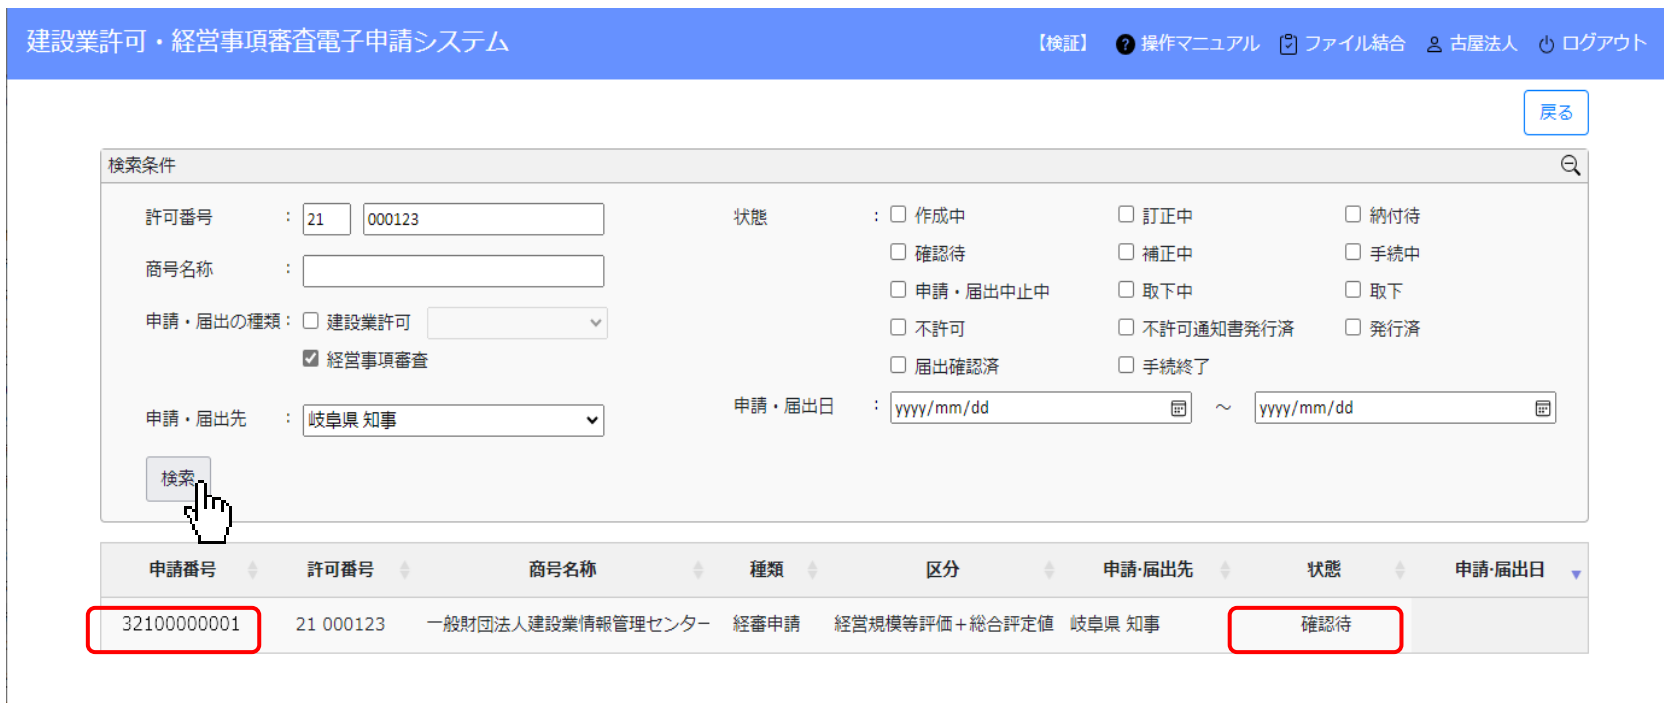 建設業許可・経営事項審査電子申請システム 【検証】 操作マニュアル ファイル結合 古屋法人 ログアウト
戻る
検索条件
許可番号 : 21 000123 状態 : 作成中 訂正中 納付待
商号名称 : 確認待 補正中 手続中
申請・届出中止中 取下中 取下
申請・届出の種類 : 建設業許可 不許可 不許可通知書発行済 発行済
経営事項審査 届出確認済 手続終了
申請・届出先 : 岐阜県 知事 申請・届出日 : yyyy/mm/dd ～ yyyy/mm/dd
検索
申請番号 許可番号 商号名称 種類 区分 申請・届出先 状態 申請・届出日
32100000001 21 000123 一般財団法人建設業情報管理センター 経審申請 経営規模等評価＋総合評定値 岐阜県 知事 確認待